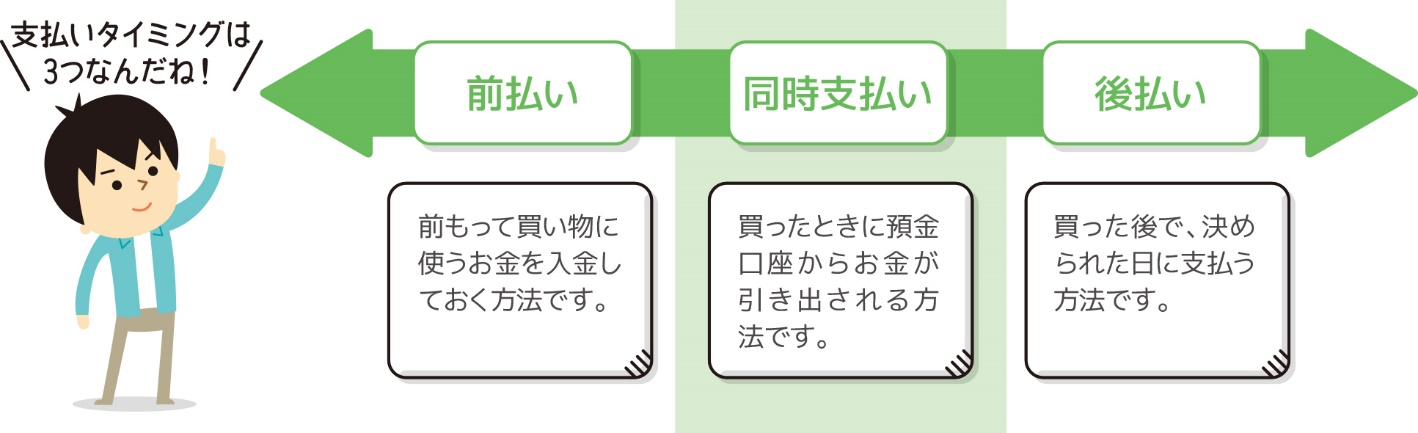 支払いタイミングは
3つなんだね！
前払い
同時支払い
後払い
前もって買い物に
使うお金を入金し
ておく方法です。
買ったときに預金
口座からお金が
引き出される方
法です。
買った後で、決め
られた日に支払う
方法です。